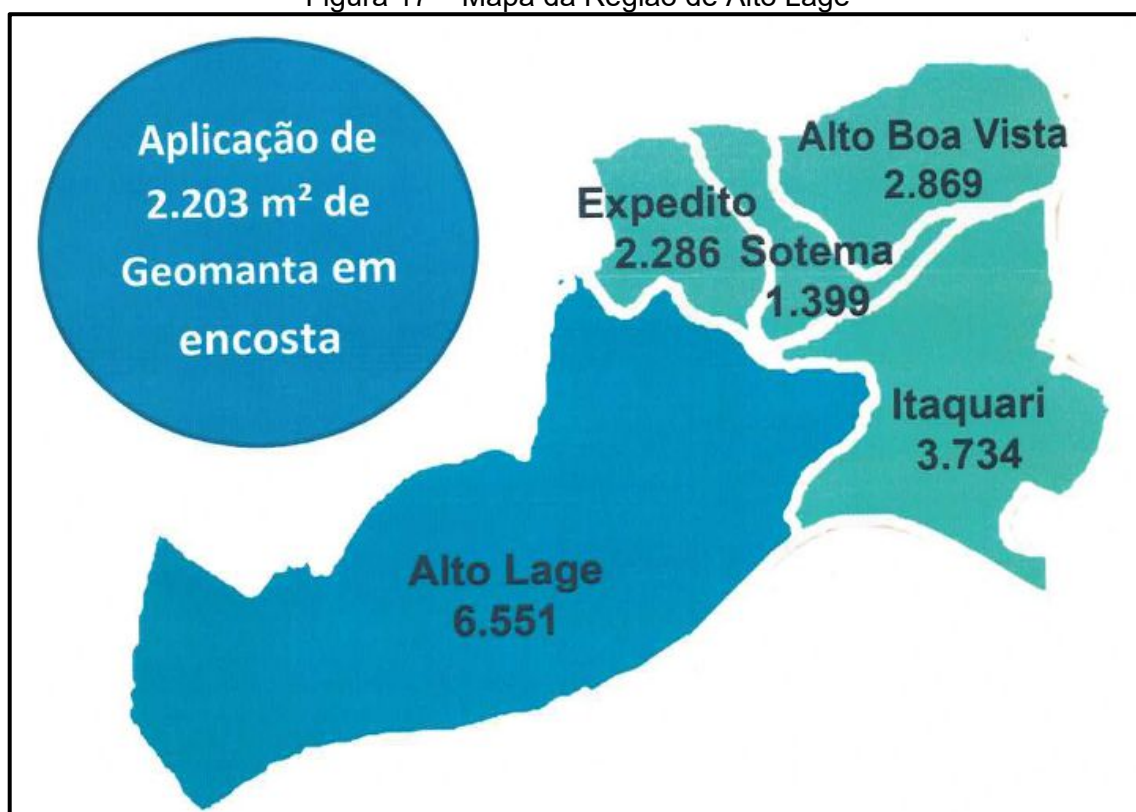 Figura 17 – Mapa da Região de Alto Lage
Aplicação de
2.203 m² de
Geomanta em
encosta
Alto Boa Vista
2.869
Expedito
2.286
Sotema
1.399
Itaquari
3.734
Alto Lage
6.551